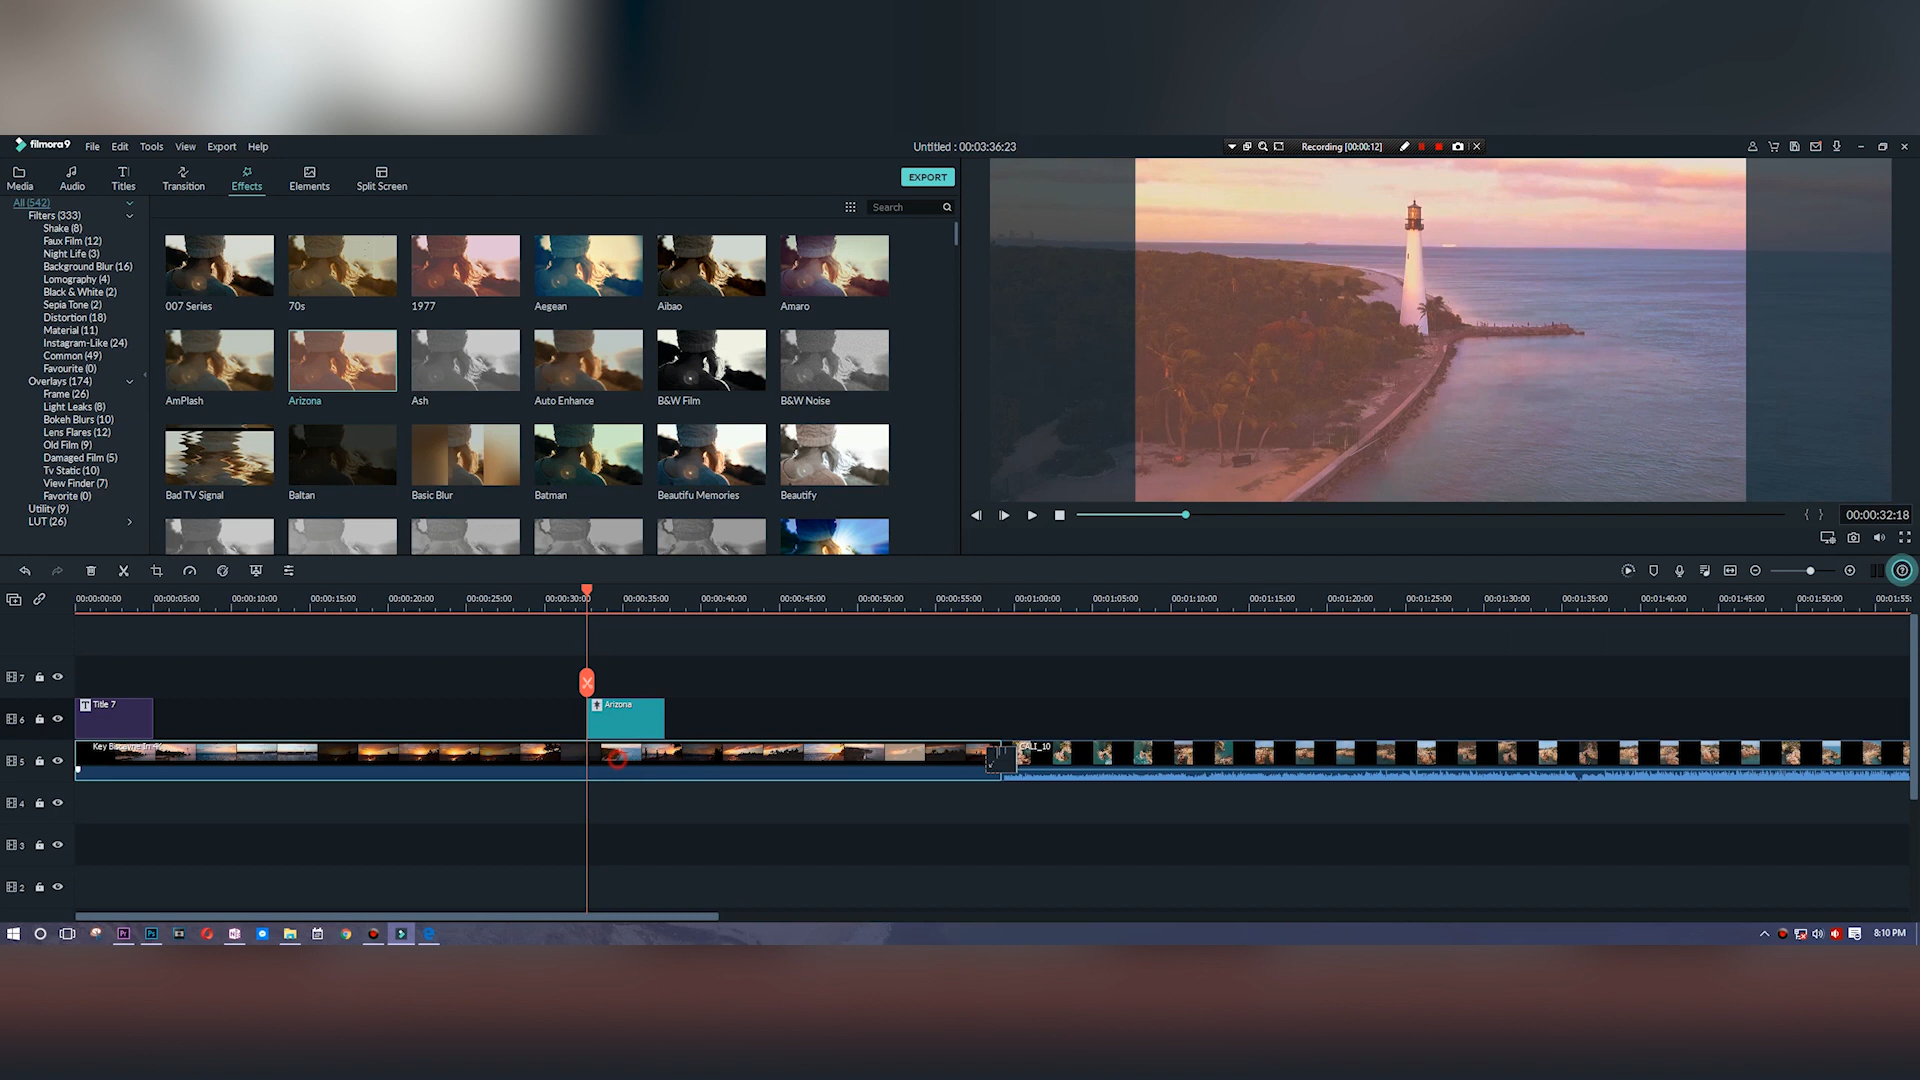 filmora9 File Edit Tools View Export Help
Untitled : 00:03:36:23
Recording [00:00:12]
Media Audio Titles Transition Effects Elements Split Screen
EXPORT
All (542)
Filters (333)
Shake (8)
Faux Film (12)
Night Life (3)
Background Blur (16)
Lomography (4)
Black & White (2)
Sepia Tone (2)
Distortion (18)
Material (11)
Instagram-Like (24)
Common (49)
Favourite (0)
Overlays (174)
Frame (26)
Light Leaks (8)
Bokeh Blurs (10)
Lens Flares (12)
Old Film (9)
Damaged Film (5)
Tv Static (10)
View Finder (7)
Favorite (0)
Utility (9)
LUT (26)
Search
007 Series 70s 1977 Aegean Aibao Amaro
AmPlash Arizona Ash Auto Enhance B&W Film B&W Noise
Bad TV Signal Baltan Basic Blur Batman Beautifu Memories Beautify
00:00:32:18
00:00:00:00 00:00:05:00 00:00:10:00 00:00:15:00 00:00:20:00 00:00:25:00 00:00:30:00 00:00:35:00 00:00:40:00 00:00:45:00 00:00:50:00 00:00:55:00 00:01:00:00 00:01:05:00 00:01:10:00 00:01:15:00 00:01:20:00 00:01:25:00 00:01:30:00 00:01:35:00 00:01:40:00 00:01:45:00 00:01:50:00 00:01:55:
7
6
T Title 7
Arizona
5
Key Biscayne In 4K
CALI_10
4
3
2
Pr Ps
8:10 PM